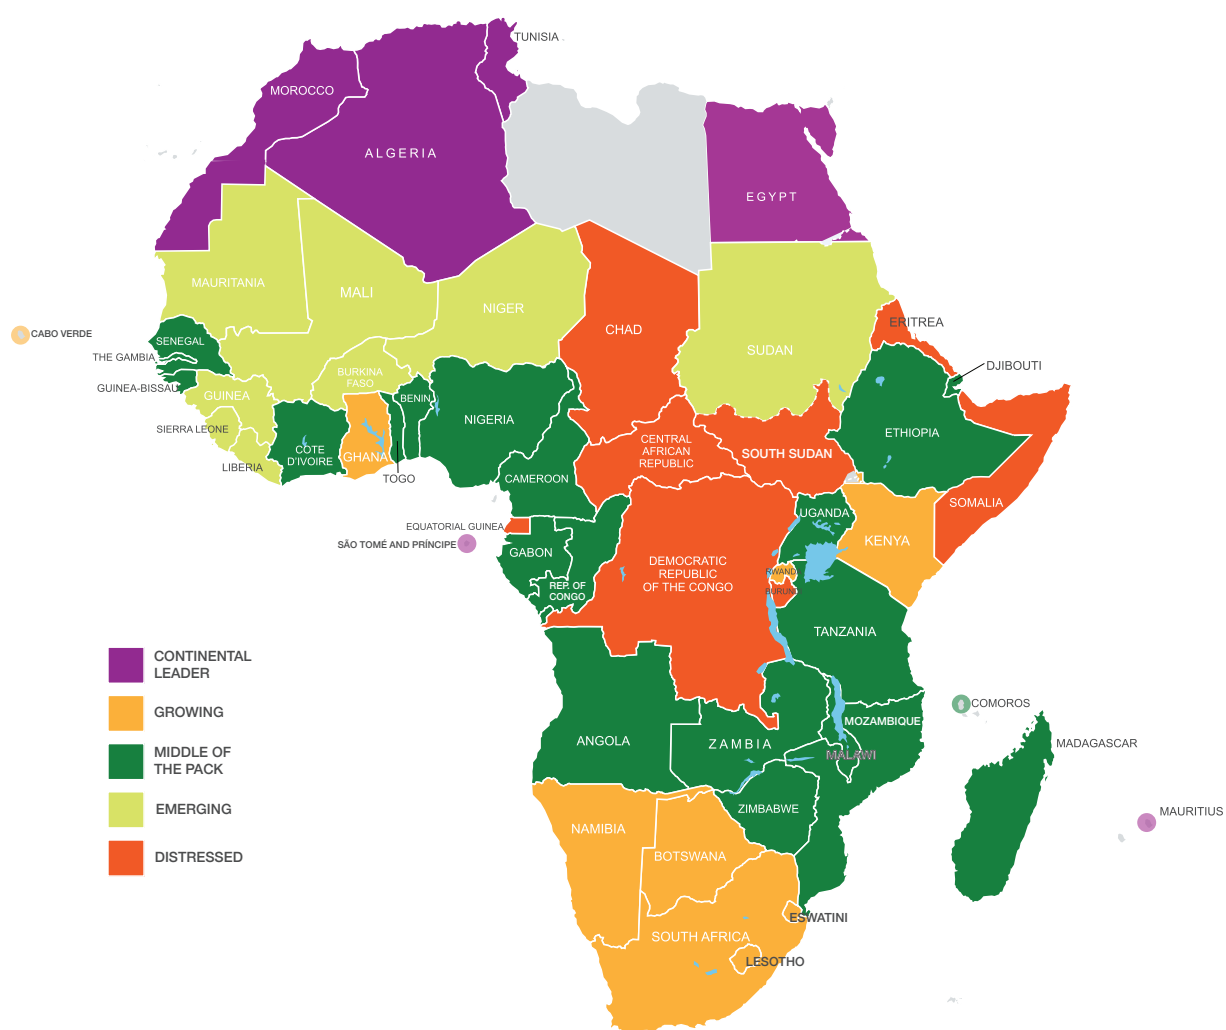 TUNISIA
MOROCCO
ALGERIA
EGYPT
MAURITANIA
MALI
NIGER
CHAD
SUDAN
ERITREA
CABO VERDE
SENEGAL
THE GAMBIA
GUINEA-BISSAU
BURKINA
FASO
DJIBOUTI
GUINEA
BENIN
NIGERIA
SIERRA LEONE
LIBERIA
COTE
D'IVOIRE
GHANA
TOGO
CENTRAL
AFRICAN
REPUBLIC
SOUTH SUDAN
ETHIOPIA
CAMEROON
SOMALIA
UGANDA
EQUATORIAL GUINEA
KENYA
SÃO TOMÉ AND PRÍNCIPE
GABON
DEMOCRATIC
REPUBLIC
OF THE CONGO
RWANDA
REP. OF
CONGO
BURUNDI
TANZANIA
CONTINENTAL
LEADER
GROWING
MIDDLE OF
THE PACK
EMERGING
DISTRESSED
COMOROS
MOZAMBIQUE
ANGOLA
ZAMBIA
MALAWI
MADAGASCAR
ZIMBABWE
MAURITIUS
NAMIBIA
BOTSWANA
ESWATINI
SOUTH AFRICA
LESOTHO